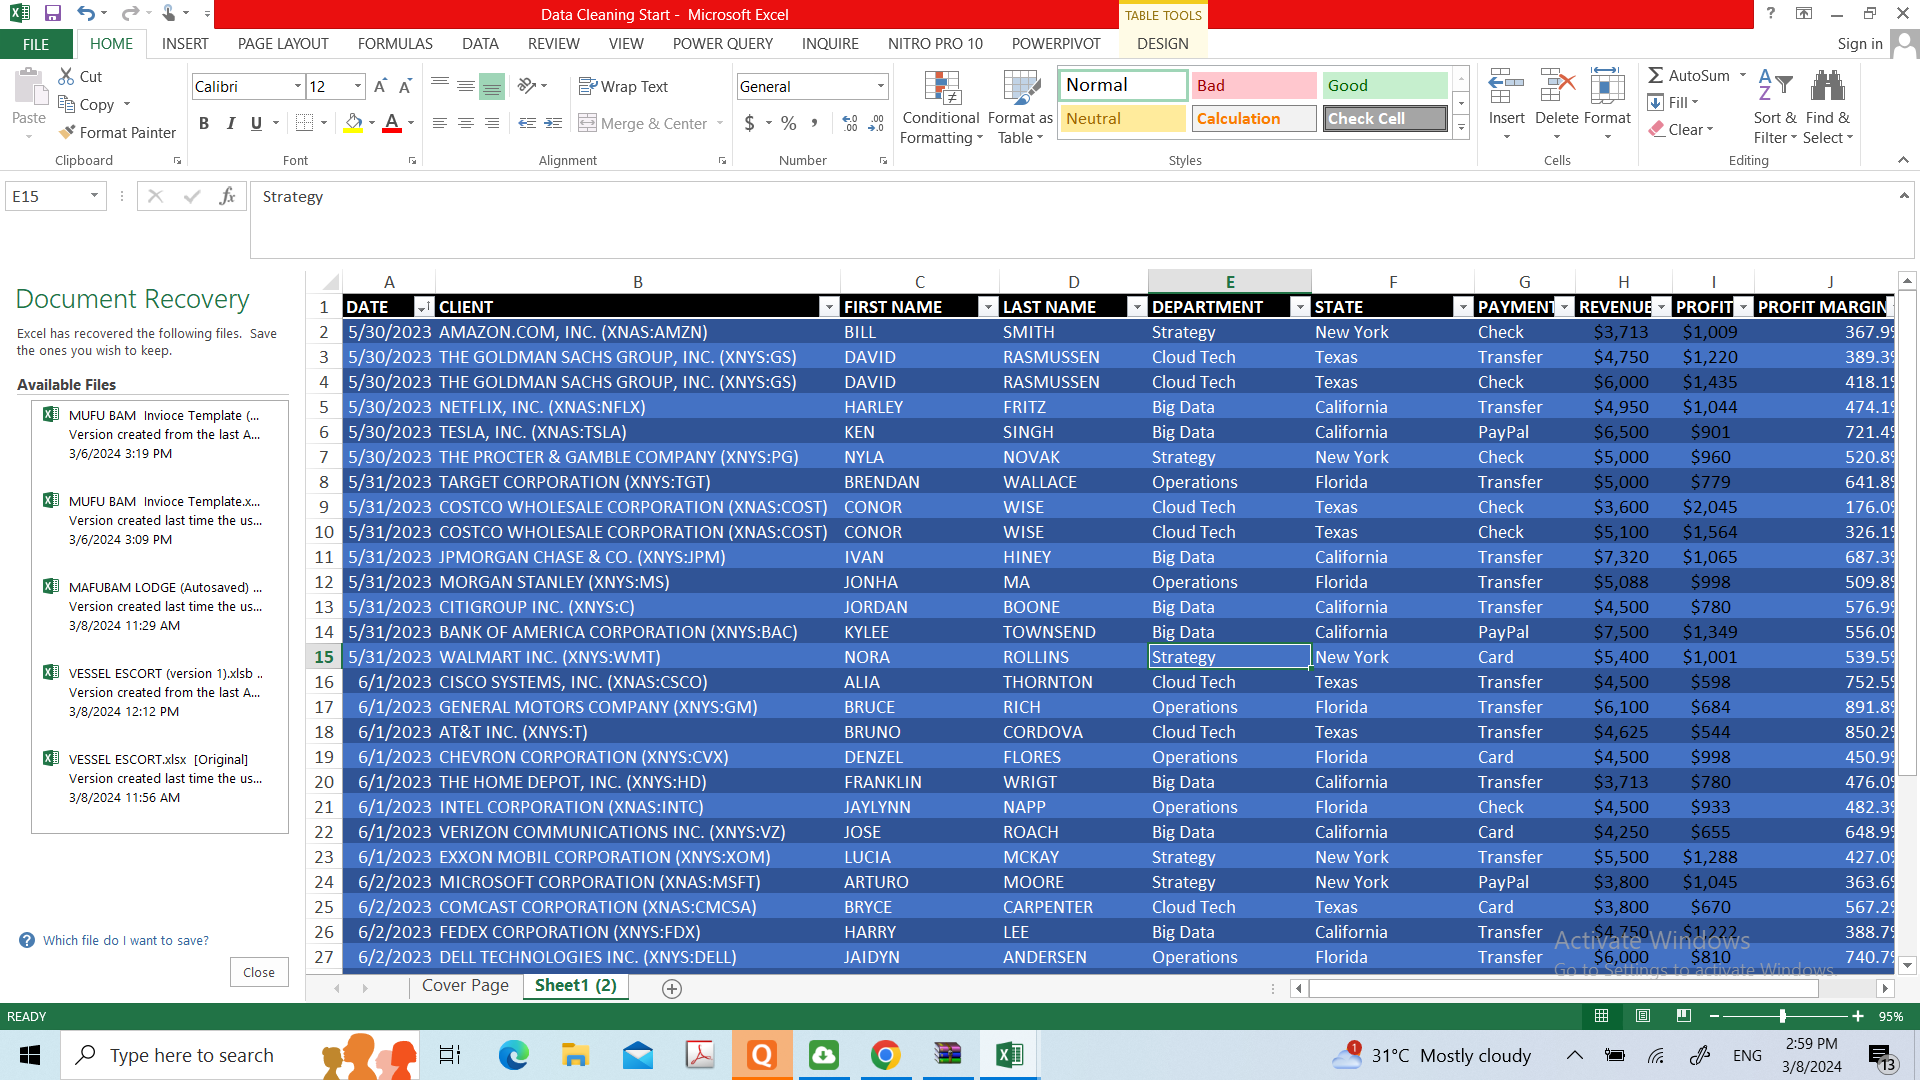 Data Cleaning Start - Microsoft Excel
TABLE TOOLS
FILE HOME INSERT PAGE LAYOUT FORMULAS DATA REVIEW VIEW POWER QUERY INQUIRE NITRO PRO 10 POWERPIVOT DESIGN Sign in
Paste
Cut
Copy
Format Painter
Clipboard
Calibri 12
B I U
Font
Wrap Text
Merge & Center
Alignment
General
$ % ,
Number
Conditional Formatting
Format as Table
Normal Bad Good
Neutral Calculation Check Cell
Styles
Insert Delete Format
Cells
AutoSum
Fill
Clear
Sort & Filter
Find & Select
Editing
E15
fx
Strategy
Document Recovery
Excel has recovered the following files. Save
the ones you wish to keep.
Available Files
MUFU BAM Invioce Template (...
Version created from the last A...
3/6/2024 3:19 PM
MUFU BAM Invioce Template.x...
Version created last time the us...
3/6/2024 3:09 PM
MAFUBAM LODGE (Autosaved) ...
Version created last time the us...
3/8/2024 11:29 AM
VESSEL ESCORT (version 1).xlsb ..
Version created from the last A...
3/8/2024 12:12 PM
VESSEL ESCORT.xlsx [Original]
Version created last time the us...
3/8/2024 11:56 AM
Which file do I want to save?
Close
A B C D E F G H I J
1 DATE CLIENT FIRST NAME LAST NAME DEPARTMENT STATE PAYMENT REVENUE PROFIT PROFIT MARGIN
2 5/30/2023 AMAZON.COM, INC. (XNAS:AMZN) BILL SMITH Strategy New York Check $3,713 $1,009 367.9%
3 5/30/2023 THE GOLDMAN SACHS GROUP, INC. (XNYS:GS) DAVID RASMUSSEN Cloud Tech Texas Transfer $4,750 $1,220 389.3%
4 5/30/2023 THE GOLDMAN SACHS GROUP, INC. (XNYS:GS) DAVID RASMUSSEN Cloud Tech Texas Check $6,000 $1,435 418.1%
5 5/30/2023 NETFLIX, INC. (XNAS:NFLX) HARLEY FRITZ Big Data California Transfer $4,950 $1,044 474.1%
6 5/30/2023 TESLA, INC. (XNAS:TSLA) KEN SINGH Big Data California PayPal $6,500 $901 721.4%
7 5/30/2023 THE PROCTER & GAMBLE COMPANY (XNYS:PG) NYLA NOVAK Strategy New York Check $5,000 $960 520.8%
8 5/31/2023 TARGET CORPORATION (XNYS:TGT) BRENDAN WALLACE Operations Florida Transfer $5,000 $779 641.8%
9 5/31/2023 COSTCO WHOLESALE CORPORATION (XNAS:COST) CONOR WISE Cloud Tech Texas Check $3,600 $2,045 176.0%
10 5/31/2023 COSTCO WHOLESALE CORPORATION (XNAS:COST) CONOR WISE Cloud Tech Texas Check $5,100 $1,564 326.1%
11 5/31/2023 JPMORGAN CHASE & CO. (XNYS:JPM) IVAN HINEY Big Data California Transfer $7,320 $1,065 687.3%
12 5/31/2023 MORGAN STANLEY (XNYS:MS) JONHA MA Operations Florida Transfer $5,088 $998 509.8%
13 5/31/2023 CITIGROUP INC. (XNYS:C) JORDAN BOONE Big Data California Transfer $4,500 $780 576.9%
14 5/31/2023 BANK OF AMERICA CORPORATION (XNYS:BAC) KYLEE TOWNSEND Big Data California PayPal $7,500 $1,349 556.0%
15 5/31/2023 WALMART INC. (XNYS:WMT) NORA ROLLINS Strategy New York Card $5,400 $1,001 539.5%
16 6/1/2023 CISCO SYSTEMS, INC. (XNAS:CSCO) ALIA THORNTON Cloud Tech Texas Transfer $4,500 $598 752.5%
17 6/1/2023 GENERAL MOTORS COMPANY (XNYS:GM) BRUCE RICH Operations Florida Transfer $6,100 $684 891.8%
18 6/1/2023 AT&T INC. (XNYS:T) BRUNO CORDOVA Cloud Tech Texas Transfer $4,625 $544 850.2%
19 6/1/2023 CHEVRON CORPORATION (XNYS:CVX) DENZEL FLORES Operations Florida Card $4,500 $998 450.9%
20 6/1/2023 THE HOME DEPOT, INC. (XNYS:HD) FRANKLIN WRIGT Big Data California Transfer $3,713 $780 476.0%
21 6/1/2023 INTEL CORPORATION (XNAS:INTC) JAYLYNN NAPP Operations Florida Check $4,500 $933 482.3%
22 6/1/2023 VERIZON COMMUNICATIONS INC. (XNYS:VZ) JOSE ROACH Big Data California Card $4,250 $655 648.9%
23 6/1/2023 EXXON MOBIL CORPORATION (XNYS:XOM) LUCIA MCKAY Strategy New York Transfer $5,500 $1,288 427.0%
24 6/2/2023 MICROSOFT CORPORATION (XNAS:MSFT) ARTURO MOORE Strategy New York PayPal $3,800 $1,045 363.6%
25 6/2/2023 COMCAST CORPORATION (XNAS:CMCSA) BRYCE CARPENTER Cloud Tech Texas Card $3,800 $670 567.2%
26 6/2/2023 FEDEX CORPORATION (XNYS:FDX) HARRY LEE Big Data California Transfer $4,750 $1,222 388.7%
27 6/2/2023 DELL TECHNOLOGIES INC. (XNYS:DELL) JAIDYN ANDERSEN Operations Florida Transfer $6,000 $810 740.7%
Activate Windows
Go to Settings to activate Windows.
Cover Page Sheet1 (2)
READY 95%
Type here to search
1 31°C Mostly cloudy ENG
2:59 PM
3/8/2024
13